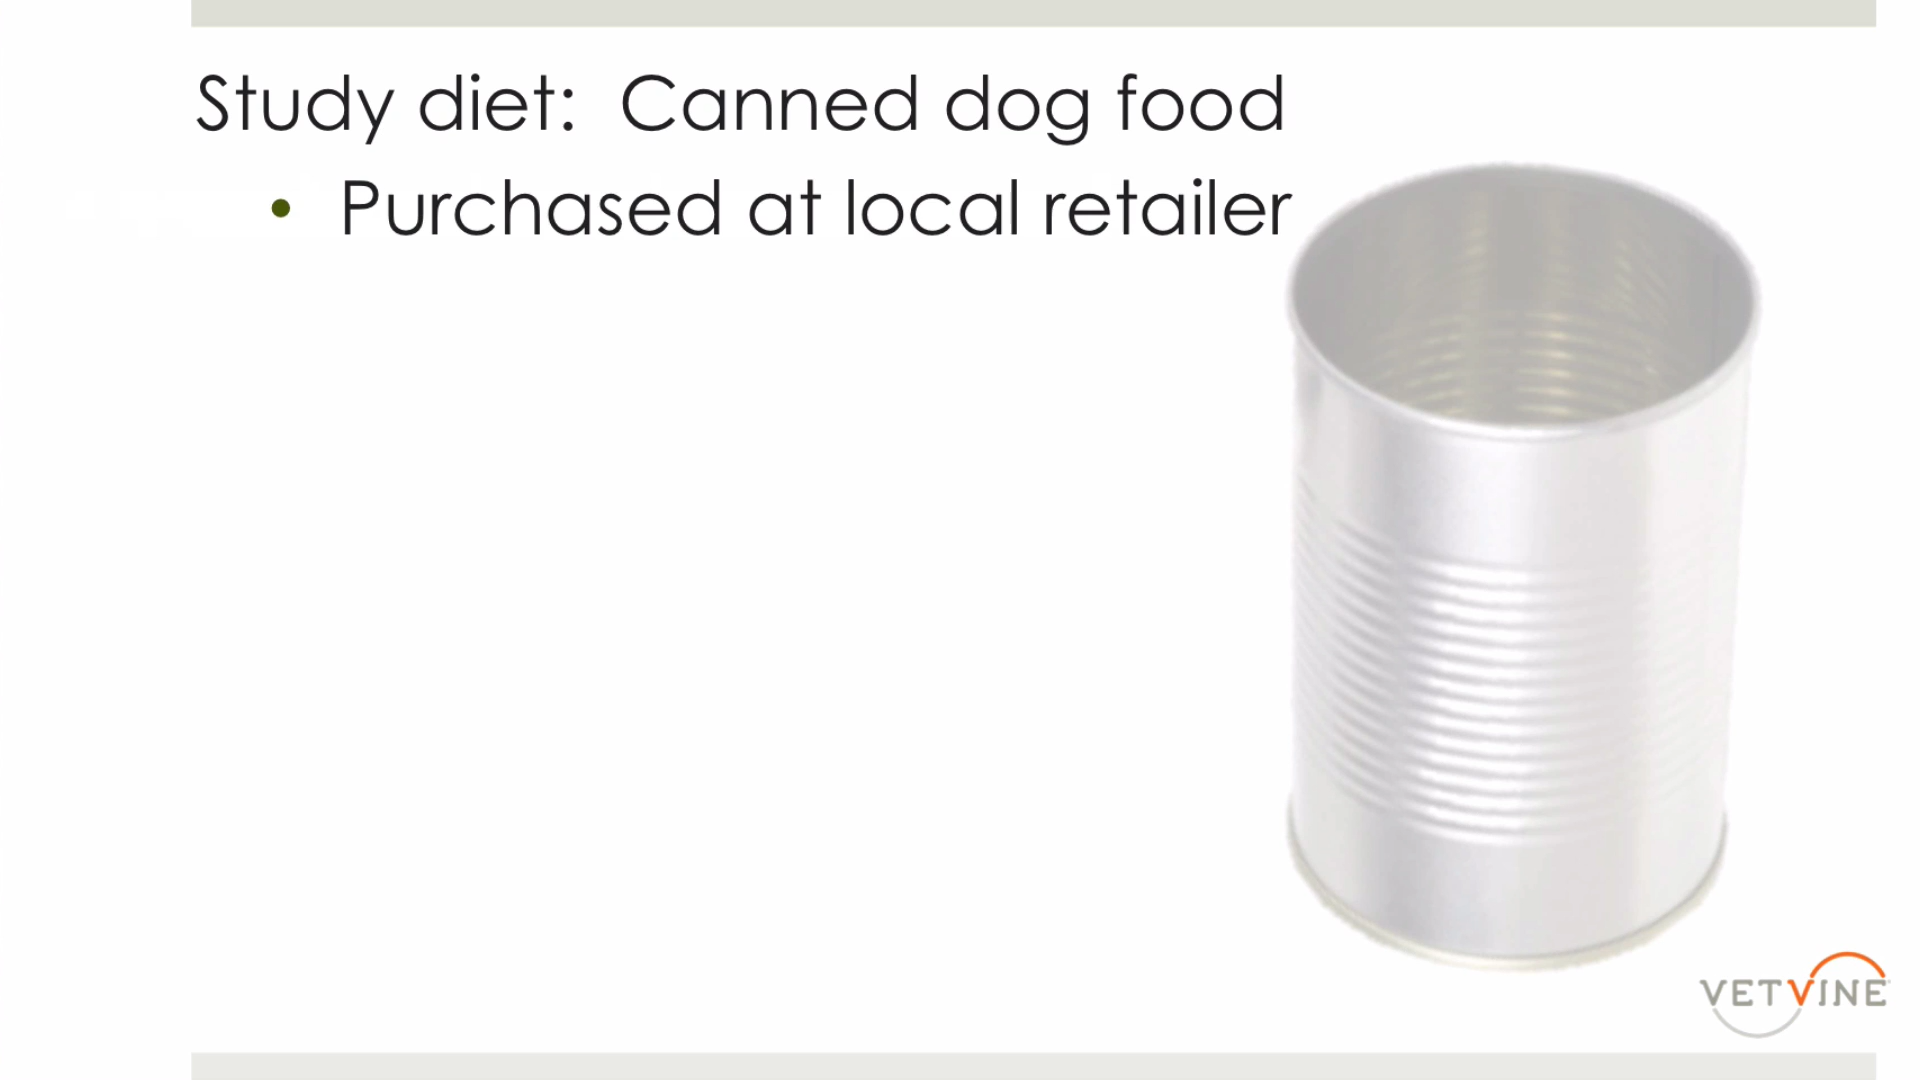 Study diet:  Canned dog food
• Purchased at local retailer
VETVINE